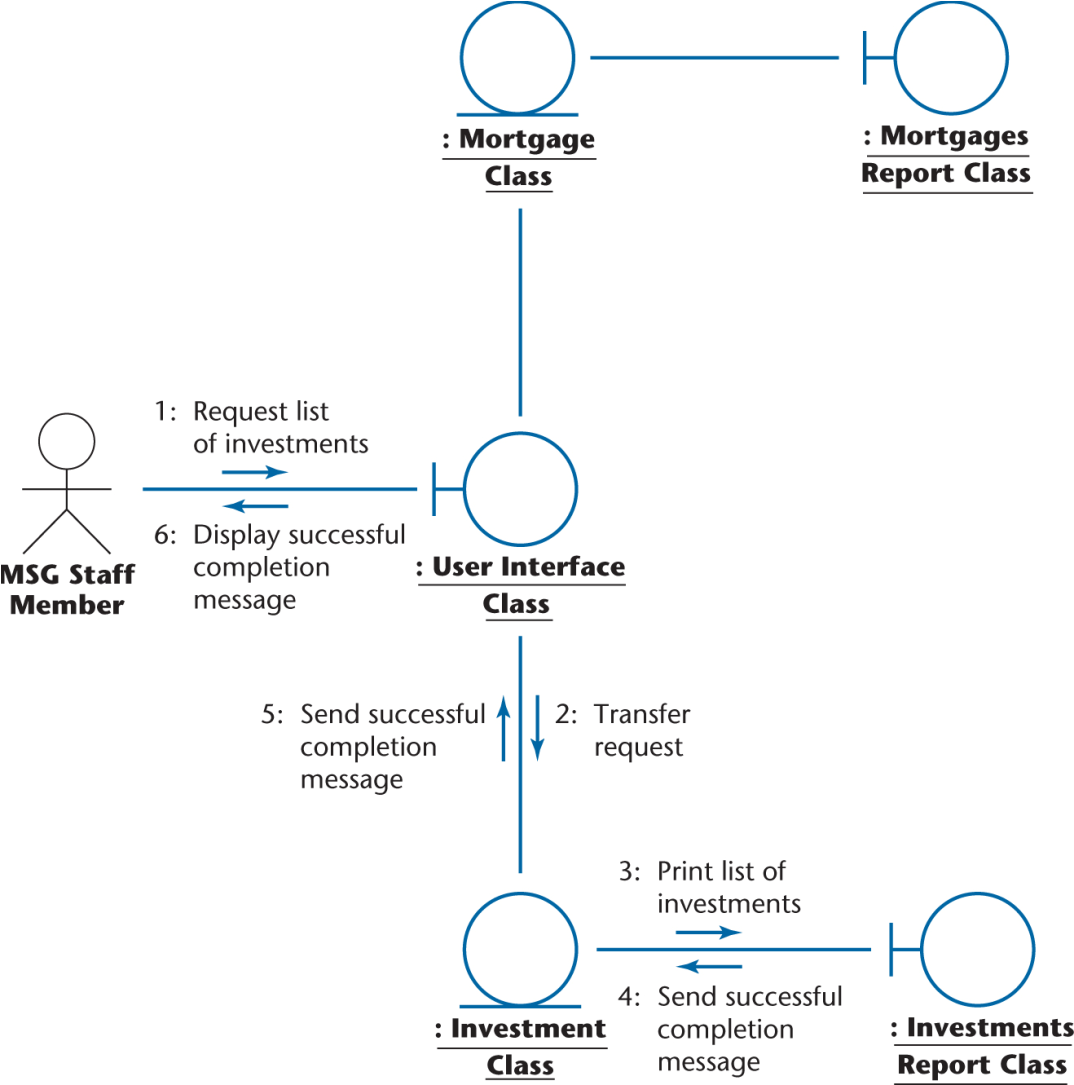 : Mortgage
Class
: Mortgages
Report Class
1: Request list
of investments
6: Display successful
completion
message
MSG Staff
Member
: User Interface
Class
5: Send successful
completion
message
2: Transfer
request
3: Print list of
investments
4: Send successful
completion
message
: Investment
Class
: Investments
Report Class